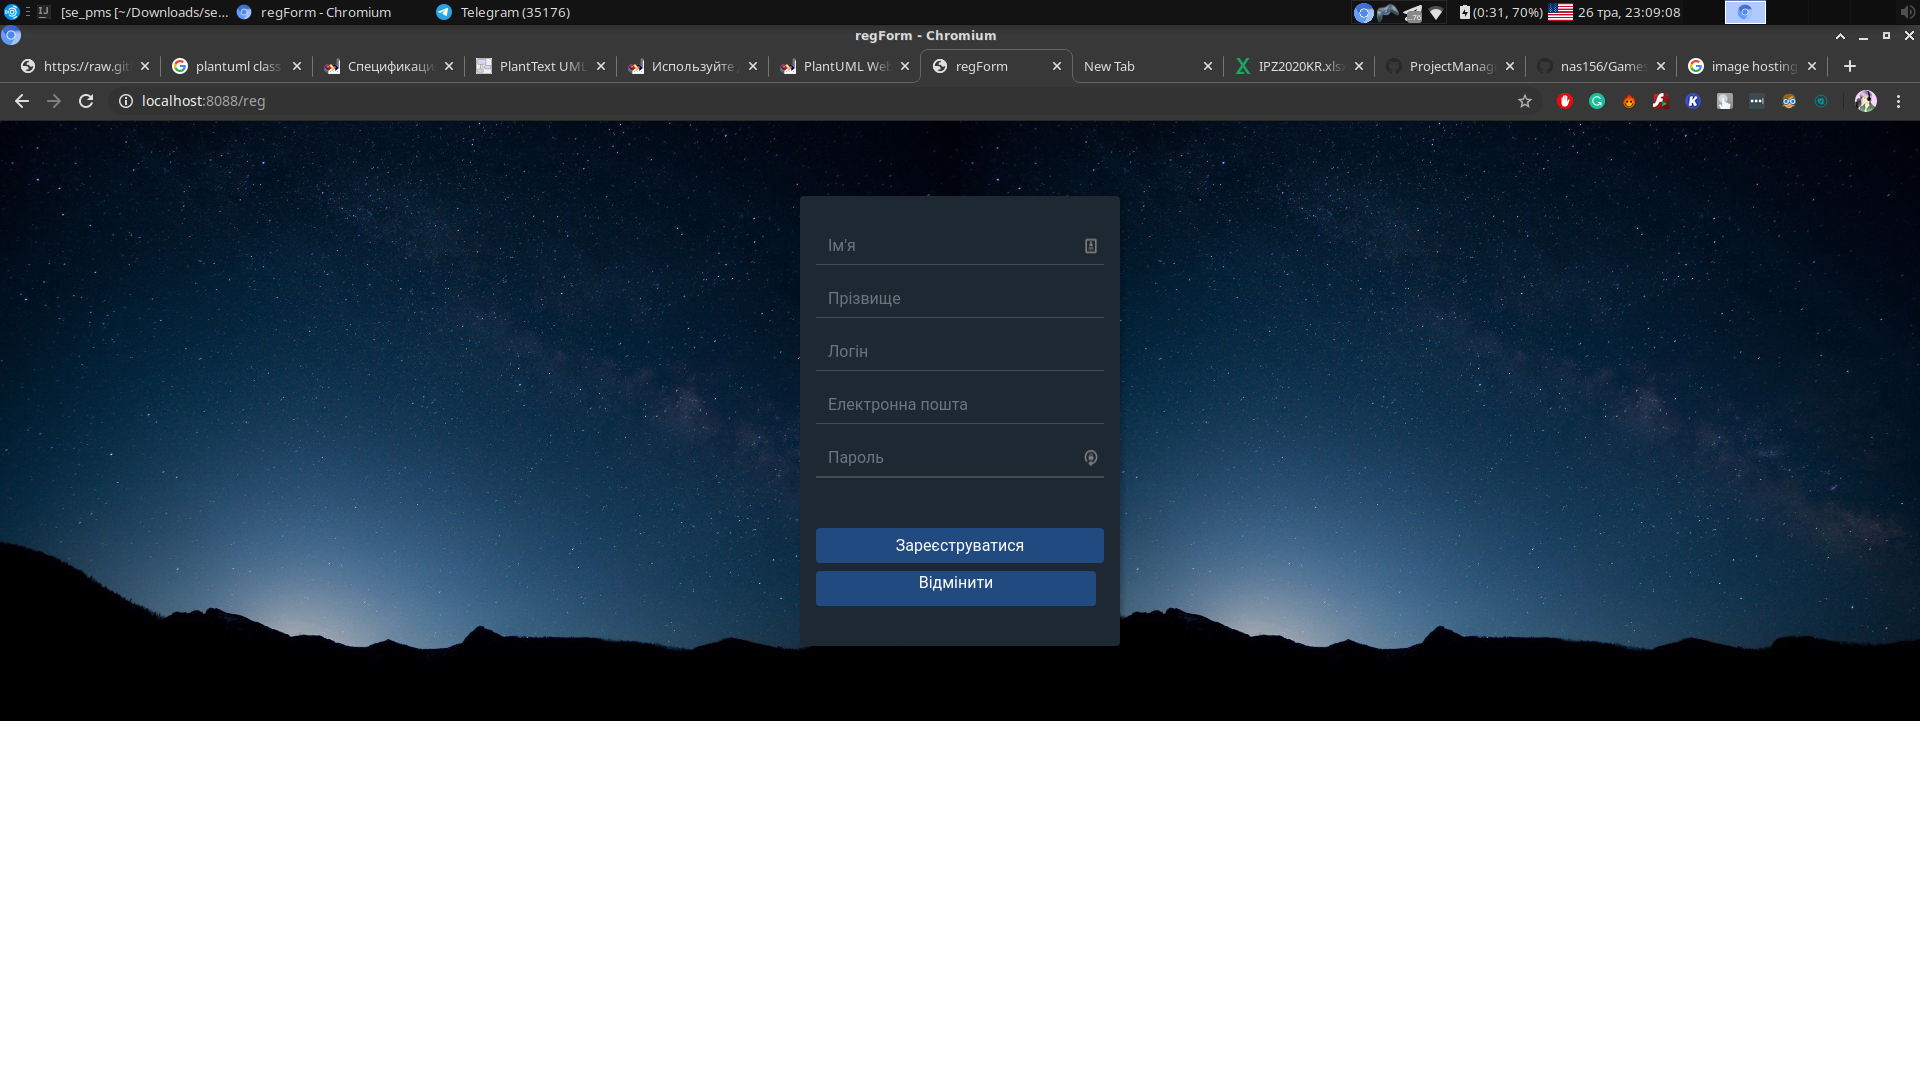 [se_pms [~/Downloads/se...
regForm - Chromium
Telegram (35176)
(0:31, 70%)
26 тра, 23:09:08
regForm - Chromium
https://raw.git
plantuml class
Спецификаци
PlantText UML
Используйте
PlantUML Web
regForm
New Tab
IPZ2020KR.xls
ProjectManag
nas156/Games
image hosting
localhost:8088/reg
Ім'я
Прізвище
Логін
Електронна пошта
Пароль
Зареєструватися
Відмінити